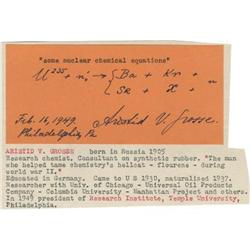 "some nuclear chemical equations"
U²³⁵ + n₁ → { Ba + Kr + n
Sr + X + n
Feb. 16, 1949.
Philadelphia, Pa
Aristid V. Grosse.
ARISTID V. GROSSE born in Russia 1905
Research chemist. Consultant on synthetic rubber. "The man
who helped tame chemistry's hellcat - flourene - during
world war II."
Educated in Germany. Came to U S 1930, naturalised 1937.
Researcher with Univ. of Chicago - Universal Oil Products
Company - Columbia University - Manhattan Project and others.
In 1949 president of Research Institute, Temple University,
Philadelphia.